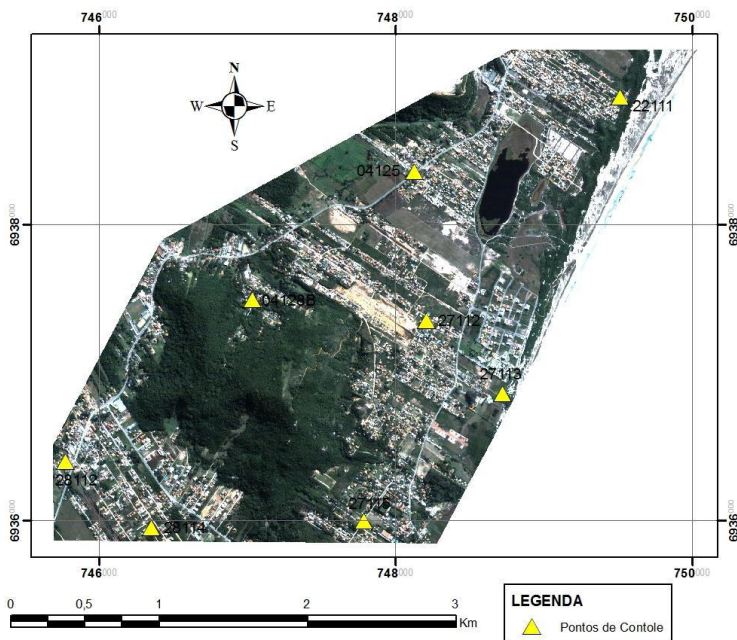 746000 748000 750000
N
W E
S
22111
04125
6938000 6938000
04123B
27112
27113
28112
27115
28114
6936000 6936000
746000 748000 750000
0 0,5 1 2 3
Km
LEGENDA
Pontos de Contole